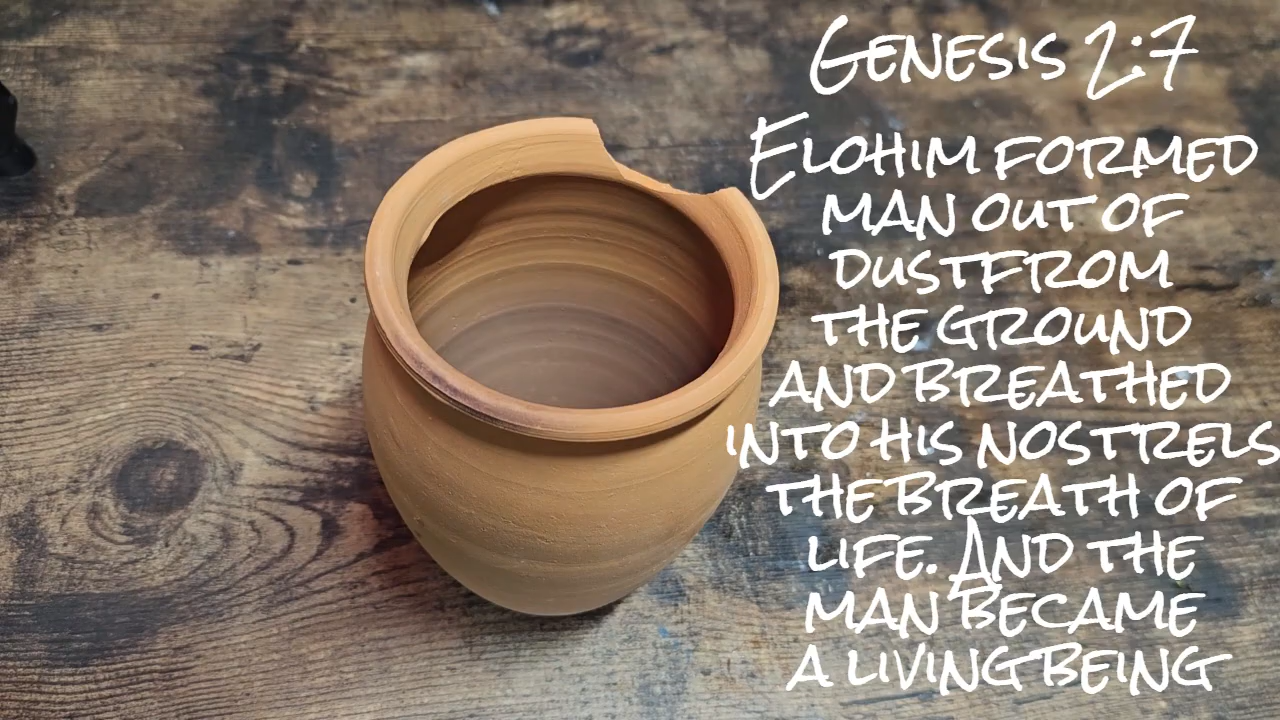 Genesis 2:7
Elohim formed
man out of
dustfrom
the ground
and breathed
into his nostrels
the breath of
life. And the
man became
a living being